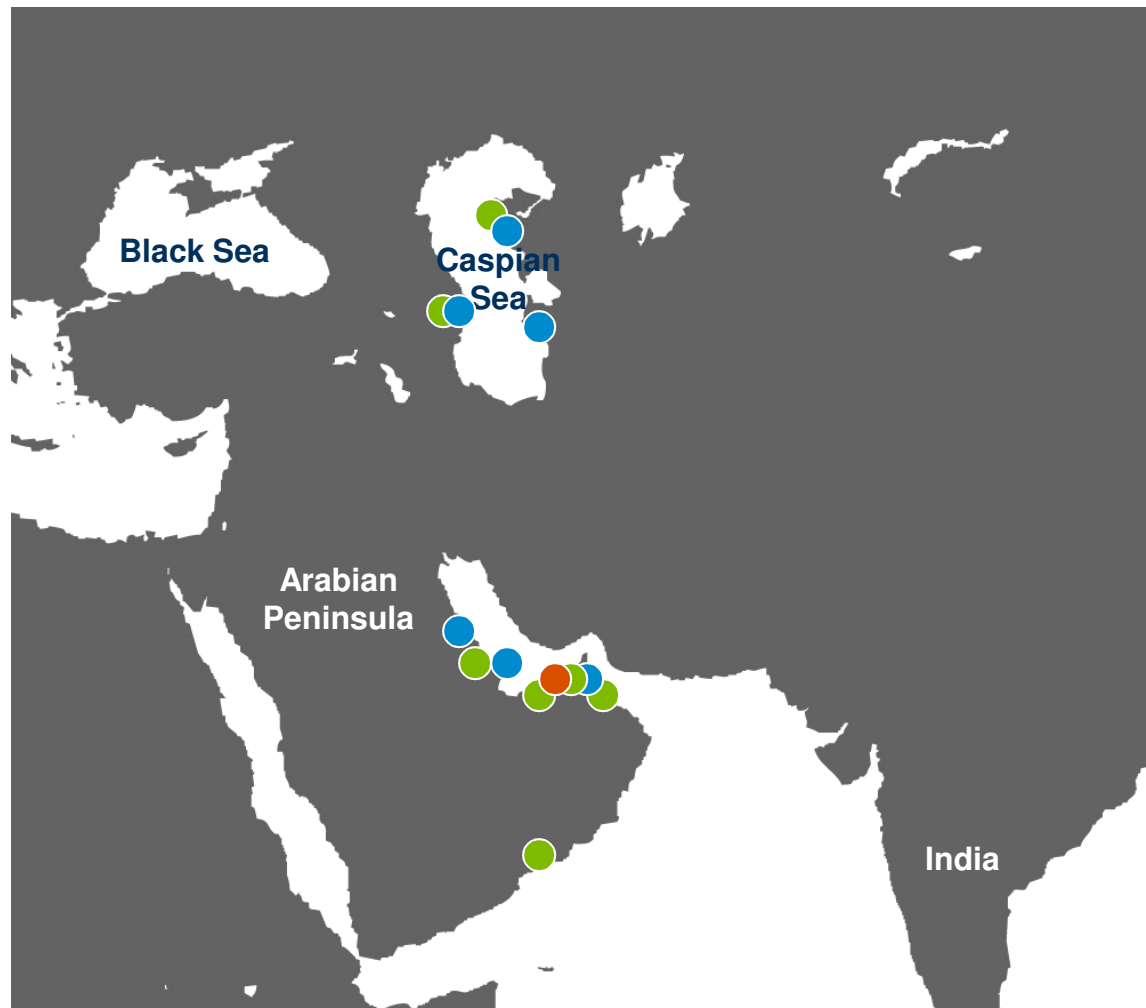 Black Sea
Caspian
Sea
Arabian
Peninsula
India